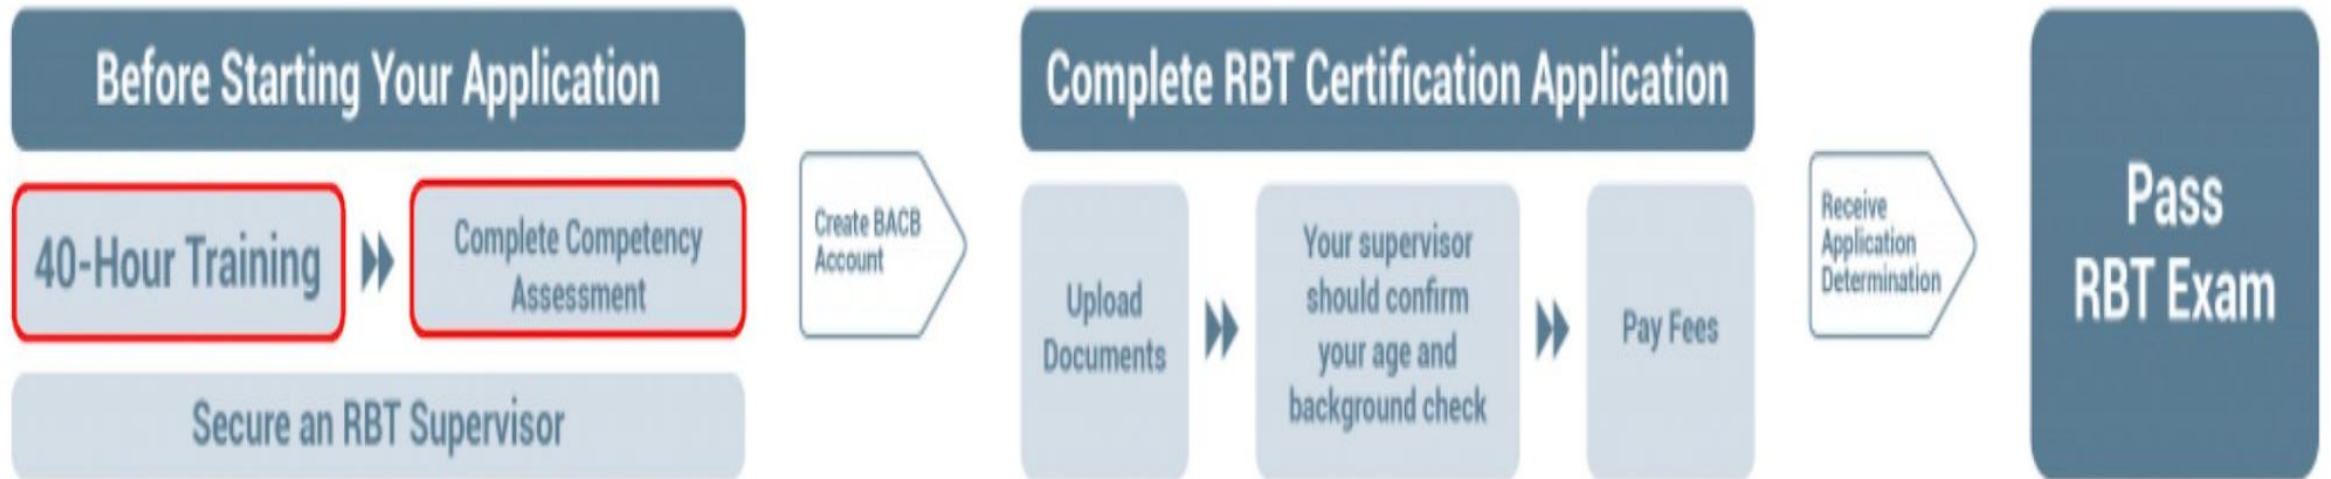 Before Starting Your Application
40-Hour Training
Complete Competency
Assessment
Secure an RBT Supervisor
Create BACB
Account
Complete RBT Certification Application
Upload
Documents
Your supervisor
should confirm
your age and
background check
Pay Fees
Receive
Application
Determination
Pass
RBT Exam